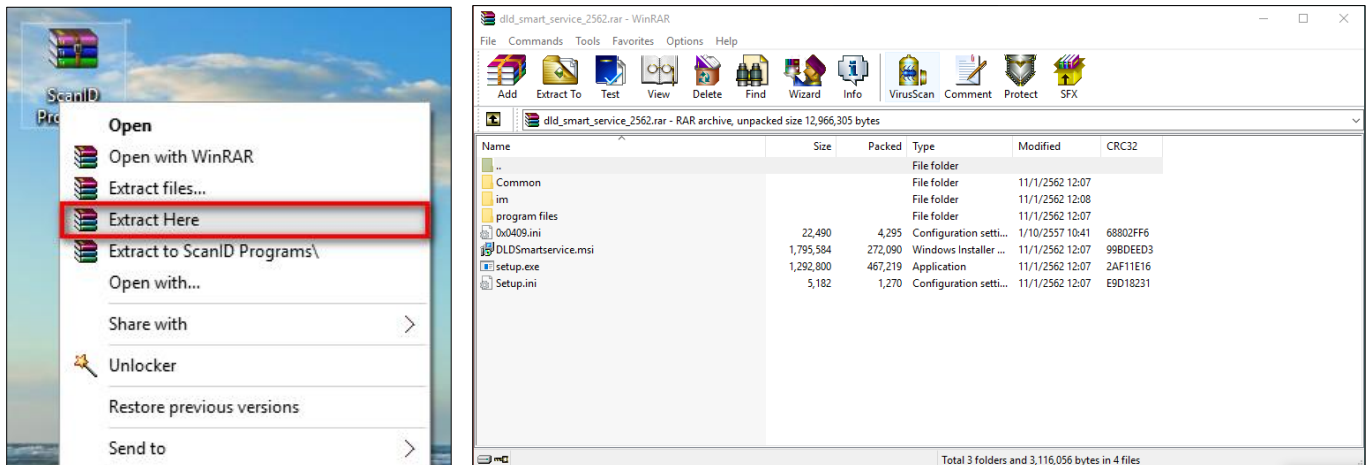 ScanID
Pro
Open
Open with WinRAR
Extract files...
Extract Here
Extract to ScanID Programs\
Open with...
Share with
Unlocker
Restore previous versions
Send to
dld_smart_service_2562.rar - WinRAR
File Commands Tools Favorites Options Help
Add Extract To Test View Delete Find Wizard Info VirusScan Comment Protect SFX
dld_smart_service_2562.rar - RAR archive, unpacked size 12,966,305 bytes
Name Size Packed Type Modified CRC32
.. File folder
Common File folder 11/1/2562 12:07
im File folder 11/1/2562 12:08
program files File folder 11/1/2562 12:07
0x0409.ini 22,490 4,295 Configuration setti... 1/10/2557 10:41 68802FF6
DLDSmartservice.msi 1,795,584 272,090 Windows Installer ... 11/1/2562 12:07 99BDEED3
setup.exe 1,292,800 467,219 Application 11/1/2562 12:07 2AF11E16
Setup.ini 5,182 1,270 Configuration setti... 11/1/2562 12:07 E9D18231
Total 3 folders and 3,116,056 bytes in 4 files